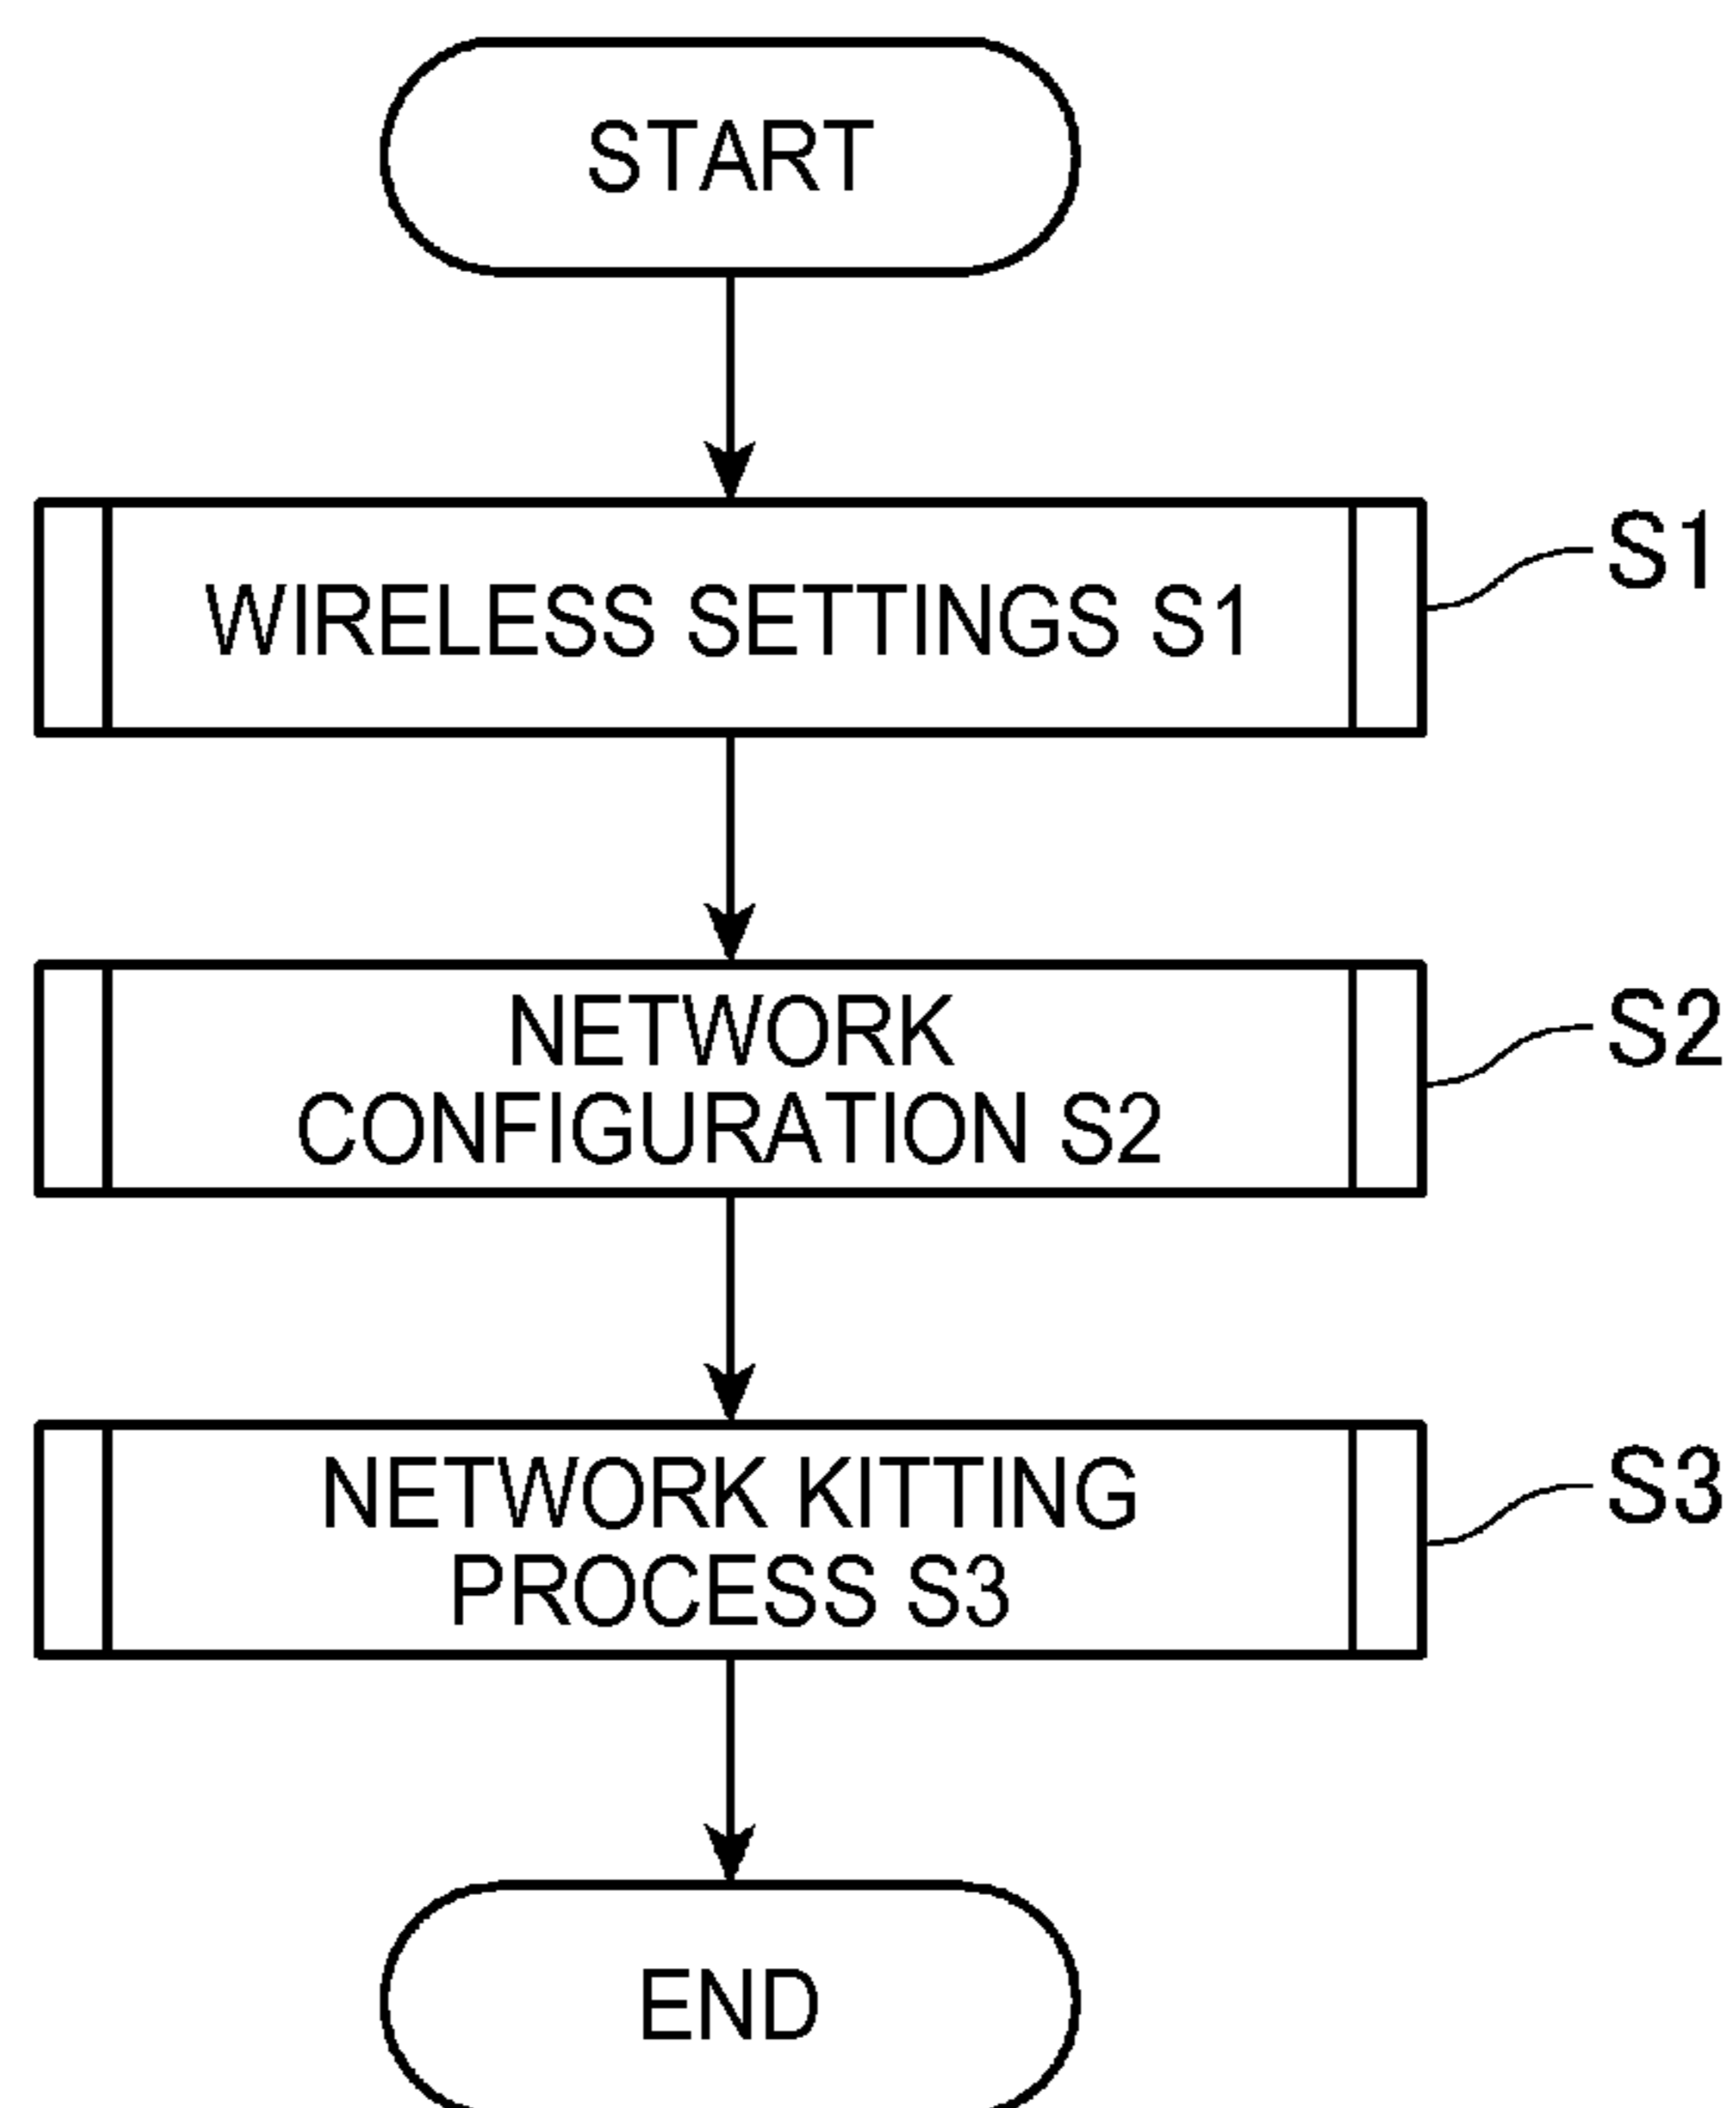 START
WIRELESS SETTINGS S1
S1
NETWORK
CONFIGURATION S2
S2
NETWORK KITTING
PROCESS S3
S3
END